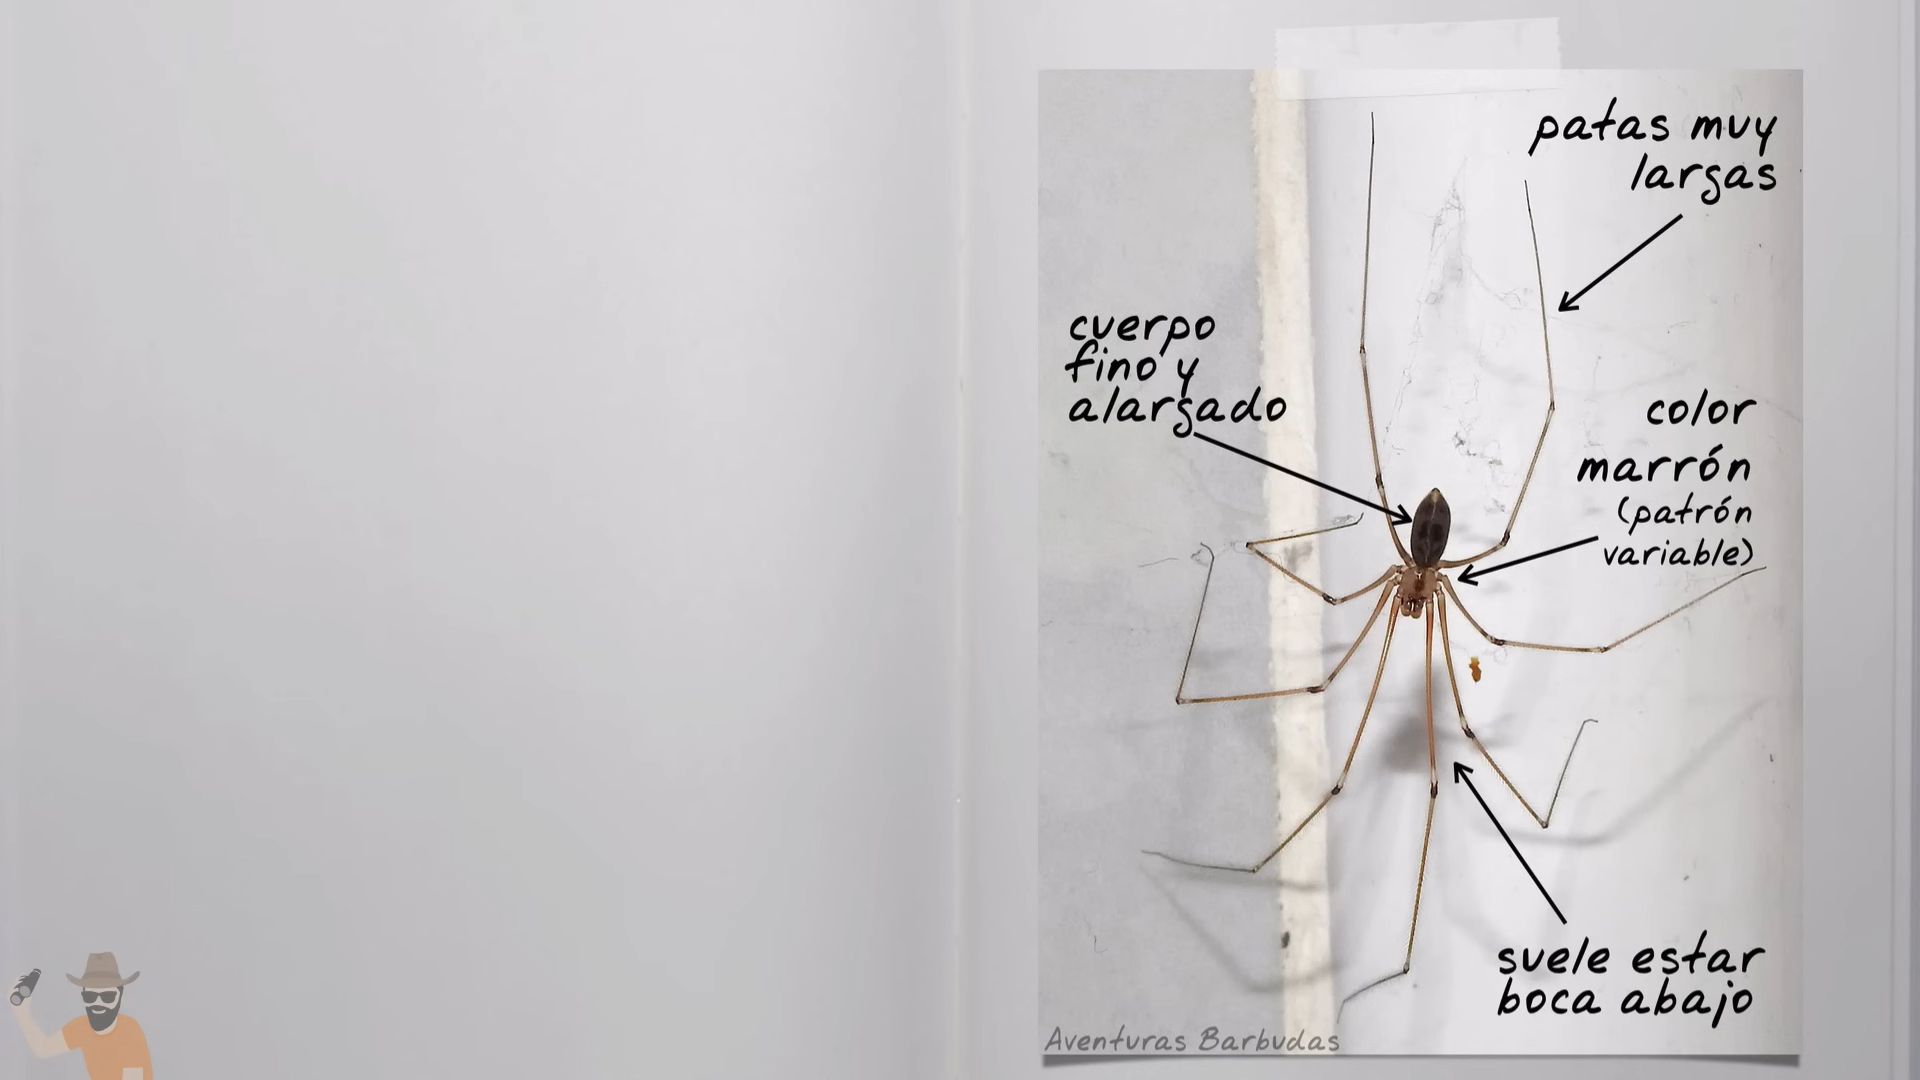 patas muy
largas
cuerpo
fino y
alargado
color
marrón
(patrón
variable)
suele estar
boca abajo
Aventuras Barbudas